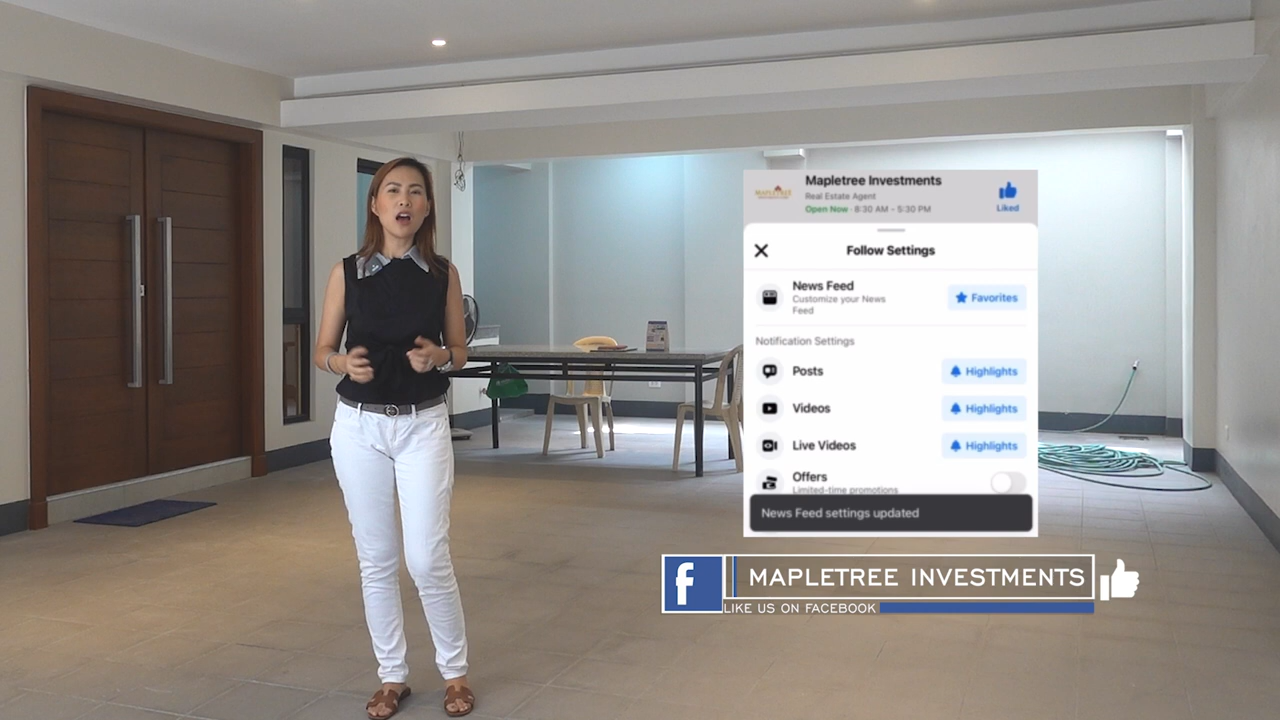 MAPLETREE
Mapletree Investments
Real Estate Agent
Open Now · 8:30 AM - 5:30 PM
Liked
Follow Settings
News Feed
Customize your News
Feed
Favorites
Notification Settings
Posts
Highlights
Videos
Highlights
Live Videos
Highlights
Offers
Limited-time promotions
News Feed settings updated
f
MAPLETREE INVESTMENTS
LIKE US ON FACEBOOK